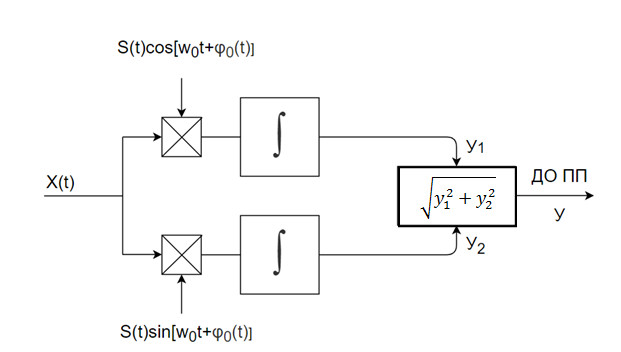 S(t)cos[w₀t+φ₀(t)]
X(t)
∫
У1
√y₁² + y₂²
ДО ПП
У
∫
У₂
S(t)sin[w₀t+φ₀(t)]